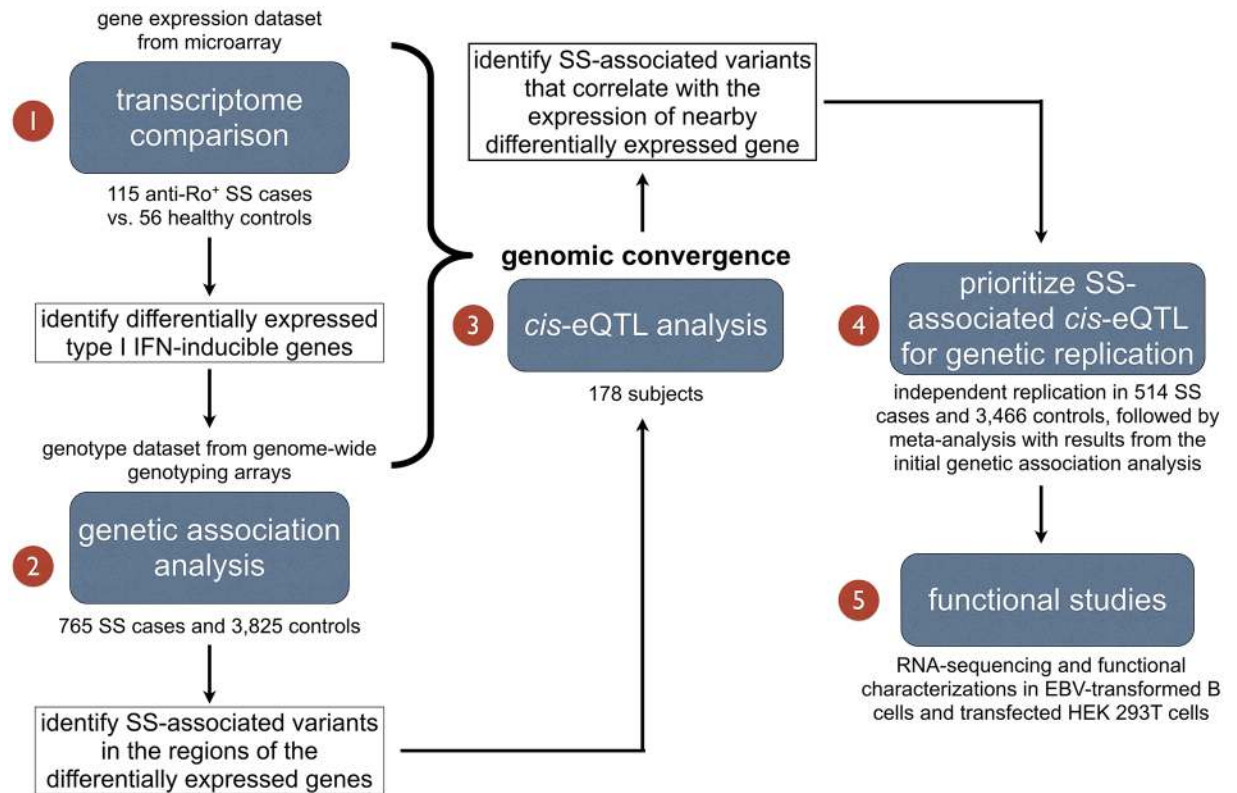 gene expression dataset
from microarray
1
transcriptome
comparison
115 anti-Ro⁺ SS cases
vs. 56 healthy controls
identify differentially expressed
type I IFN-inducible genes
genotype dataset from genome-wide
genotyping arrays
2
genetic association
analysis
765 SS cases and 3,825 controls
identify SS-associated variants
in the regions of the
differentially expressed genes
identify SS-associated variants
that correlate with the
expression of nearby
differentially expressed gene
genomic convergence
3
cis-eQTL analysis
178 subjects
4
prioritize SS-
associated cis-eQTL
for genetic replication
independent replication in 514 SS
cases and 3,466 controls, followed by
meta-analysis with results from the
initial genetic association analysis
5
functional studies
RNA-sequencing and functional
characterizations in EBV-transformed B
cells and transfected HEK 293T cells